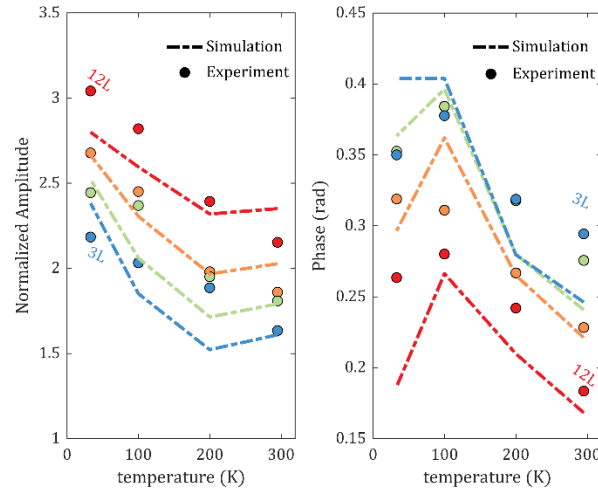 3.5
3
2.5
2
1.5
1
Normalized Amplitude
Simulation
Experiment
12L
3L
0 100 200 300
temperature (K)
0.45
0.4
0.35
0.3
0.25
0.2
0.15
Phase (rad)
Simulation
Experiment
3L
12L
0 100 200 300
temperature (K)